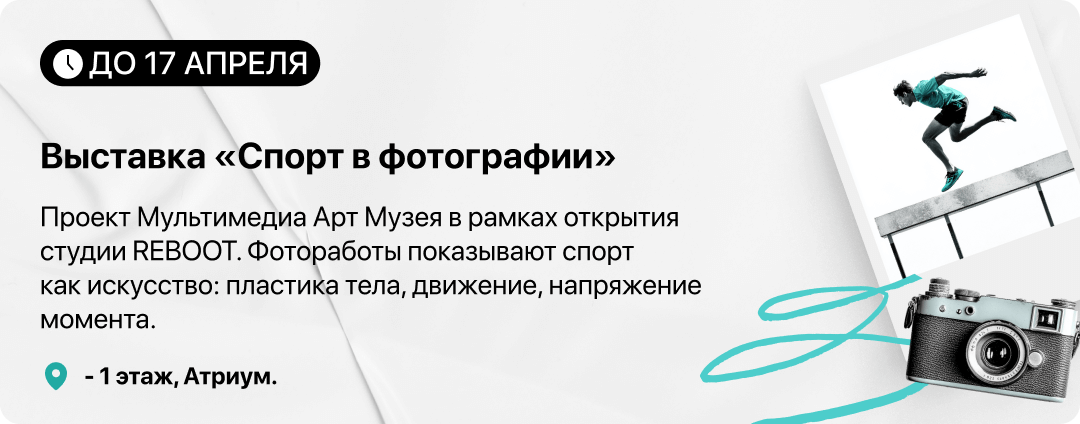 ДО 17 АПРЕЛЯ
Выставка «Спорт в фотографии»
Проект Мультимедиа Арт Музея в рамках открытия
студии REBOOT. Фотоработы показывают спорт
как искусство: пластика тела, движение, напряжение
момента.
- 1 этаж, Атриум.